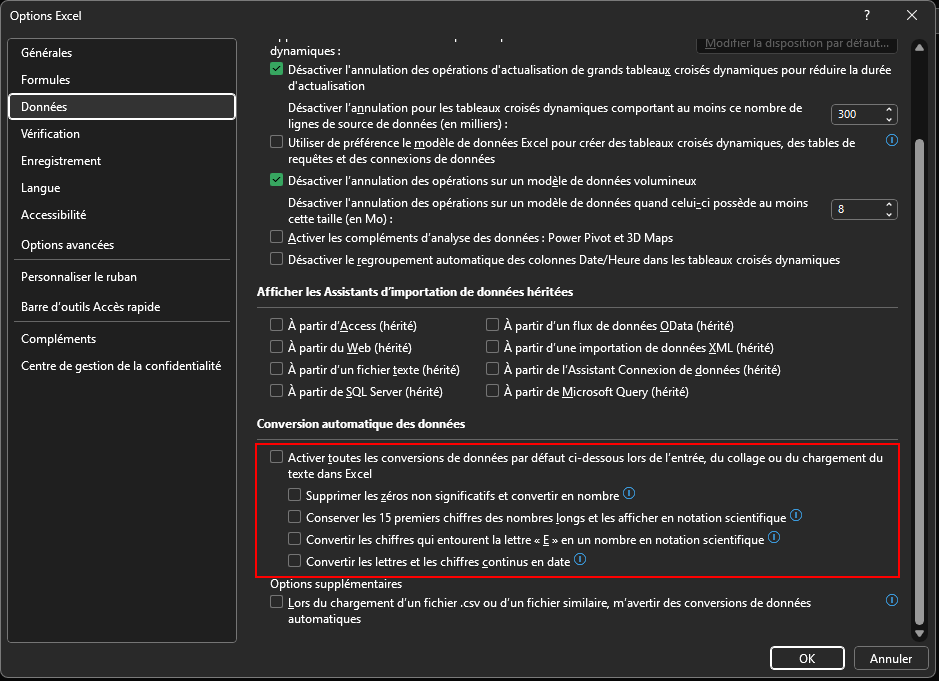 Options Excel
?
Générales
Formules
Données
Vérification
Enregistrement
Langue
Accessibilité
Options avancées
Personnaliser le ruban
Barre d'outils Accès rapide
Compléments
Centre de gestion de la confidentialité
dynamiques :
Modifier la disposition par défaut...
Désactiver l'annulation des opérations d'actualisation de grands tableaux croisés dynamiques pour réduire la durée
d'actualisation
Désactiver l'annulation pour les tableaux croisés dynamiques comportant au moins ce nombre de
lignes de source de données (en milliers) :
300
Utiliser de préférence le modèle de données Excel pour créer des tableaux croisés dynamiques, des tables de
requêtes et des connexions de données
Désactiver l'annulation des opérations sur un modèle de données volumineux
Désactiver l'annulation des opérations sur un modèle de données quand celui-ci possède au moins
cette taille (en Mo) :
8
Activer les compléments d'analyse des données : Power Pivot et 3D Maps
Désactiver le regroupement automatique des colonnes Date/Heure dans les tableaux croisés dynamiques
Afficher les Assistants d'importation de données héritées
À partir d'Access (hérité)
À partir d'un flux de données OData (hérité)
À partir du Web (hérité)
À partir d'une importation de données XML (hérité)
À partir d'un fichier texte (hérité)
À partir de l'Assistant Connexion de données (hérité)
À partir de SQL Server (hérité)
À partir de Microsoft Query (hérité)
Conversion automatique des données
Activer toutes les conversions de données par défaut ci-dessous lors de l'entrée, du collage ou du chargement du
texte dans Excel
Supprimer les zéros non significatifs et convertir en nombre
Conserver les 15 premiers chiffres des nombres longs et les afficher en notation scientifique
Convertir les chiffres qui entourent la lettre « E » en un nombre en notation scientifique
Convertir les lettres et les chiffres continus en date
Options supplémentaires
Lors du chargement d'un fichier .csv ou d'un fichier similaire, m'avertir des conversions de données
automatiques
OK
Annuler